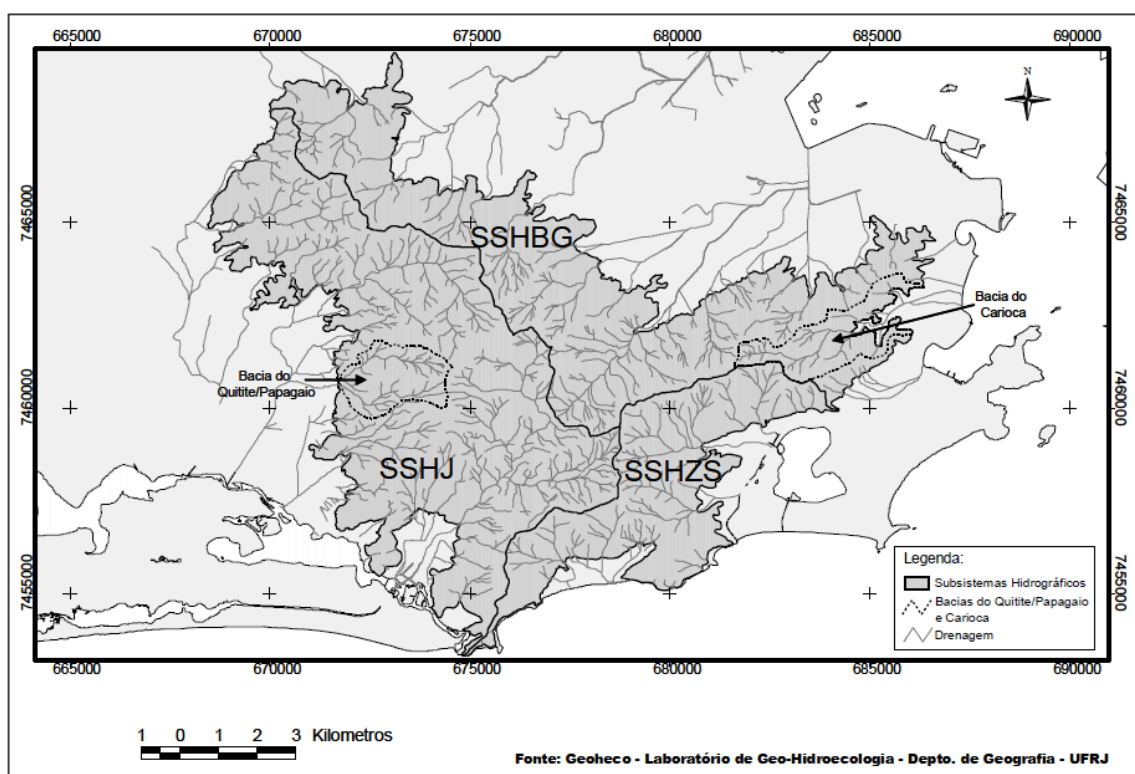 665000 670000 675000 680000 685000 690000
N
7465000
7465000
SSHBG
Bacia do
Carioca
Bacia do
Quitite/Papagaio
7460000
7460000
SSHJ
SSHZS
Legenda:
Subsistemas Hidrográficos
Bacias do Quitite/Papagaio
e Carioca
Drenagem
7455000
7455000
665000 670000 675000 680000 685000 690000
1 0 1 2 3 Kilometros
Fonte: Geoheco - Laboratório de Geo-Hidroecologia - Depto. de Geografia - UFRJ